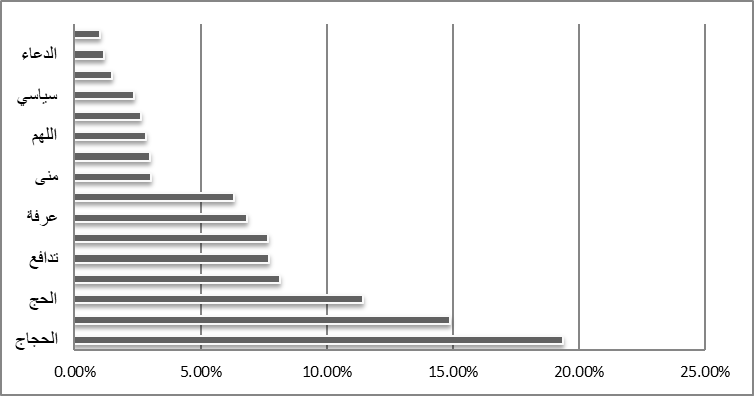 الدعاء
سياسي
اللهم
منى
عرفة
تدافع
الحج
الحجاج
0.00% 5.00% 10.00% 15.00% 20.00% 25.00%